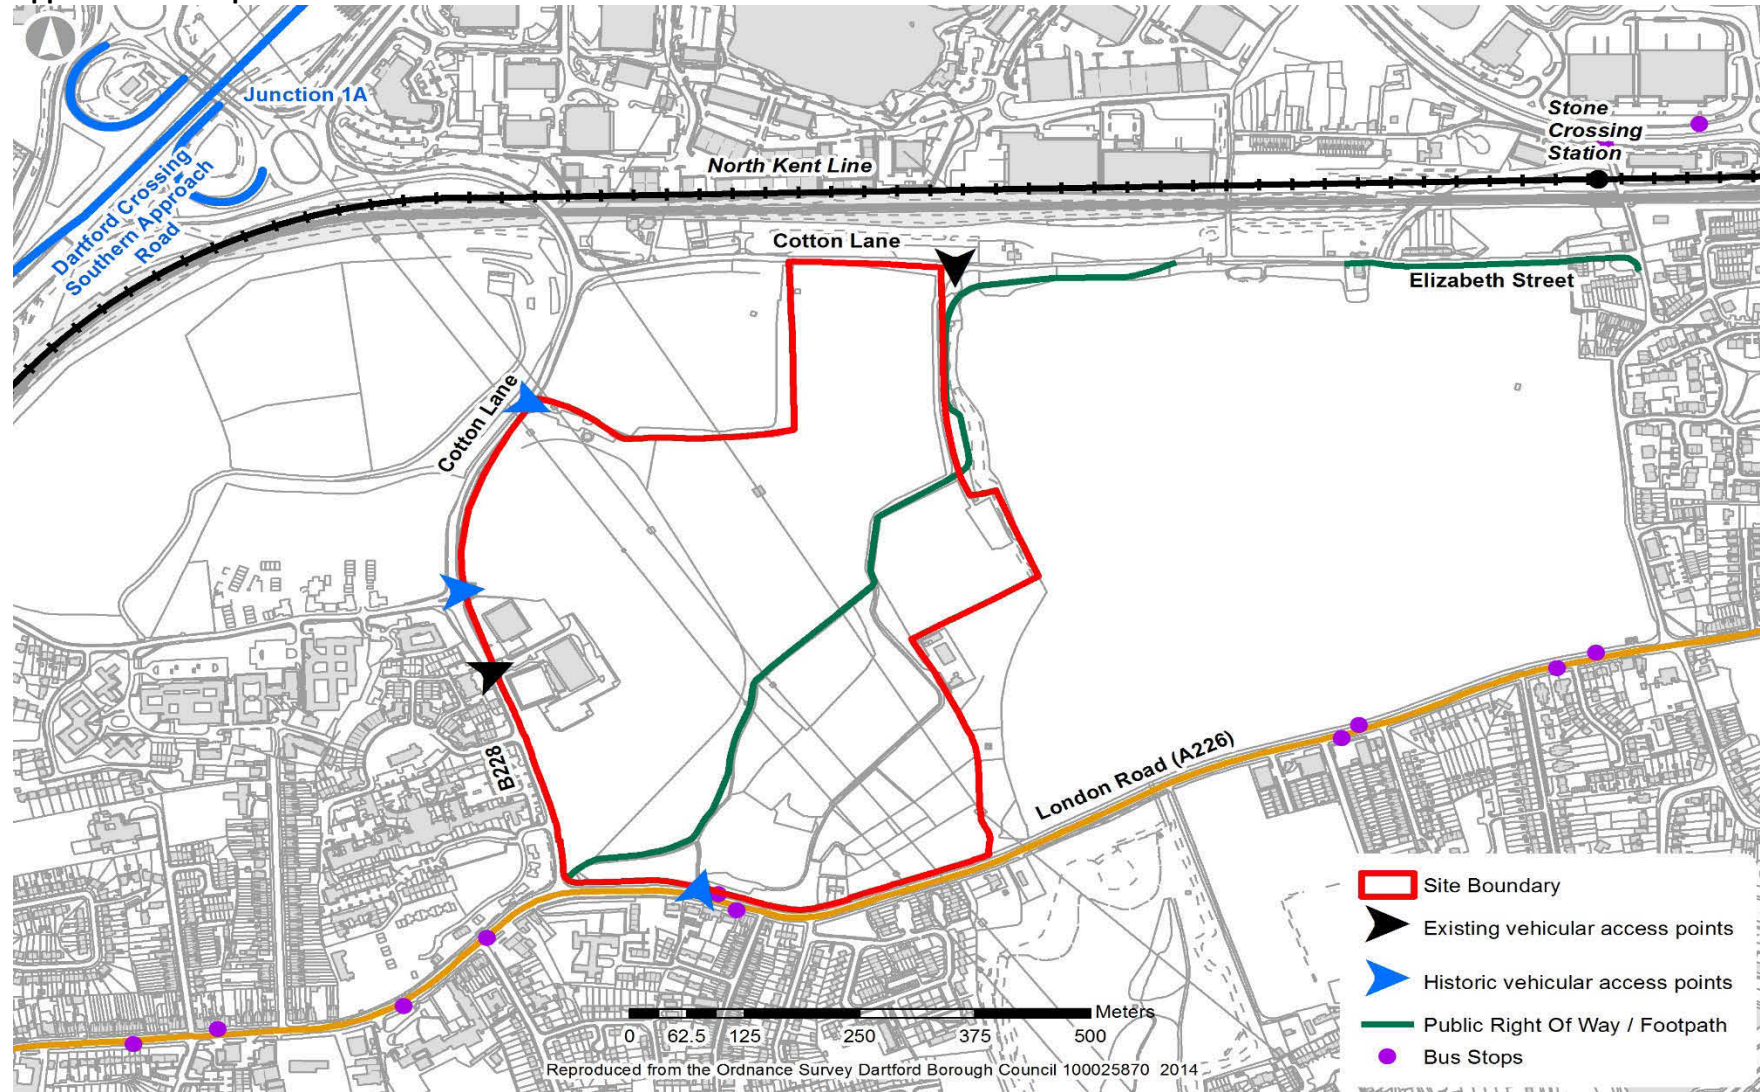 Junction 1A
Stone
Crossing
Station
North Kent Line
Dartford Crossing
Southern Approach
Road
Cotton Lane
Elizabeth Street
Cotton Lane
B228
London Road (A226)
Site Boundary
Existing vehicular access points
Historic vehicular access points
Public Right Of Way / Footpath
Bus Stops
Meters
0 62.5 125 250 375 500
Reproduced from the Ordnance Survey Dartford Borough Council 100025870 2014